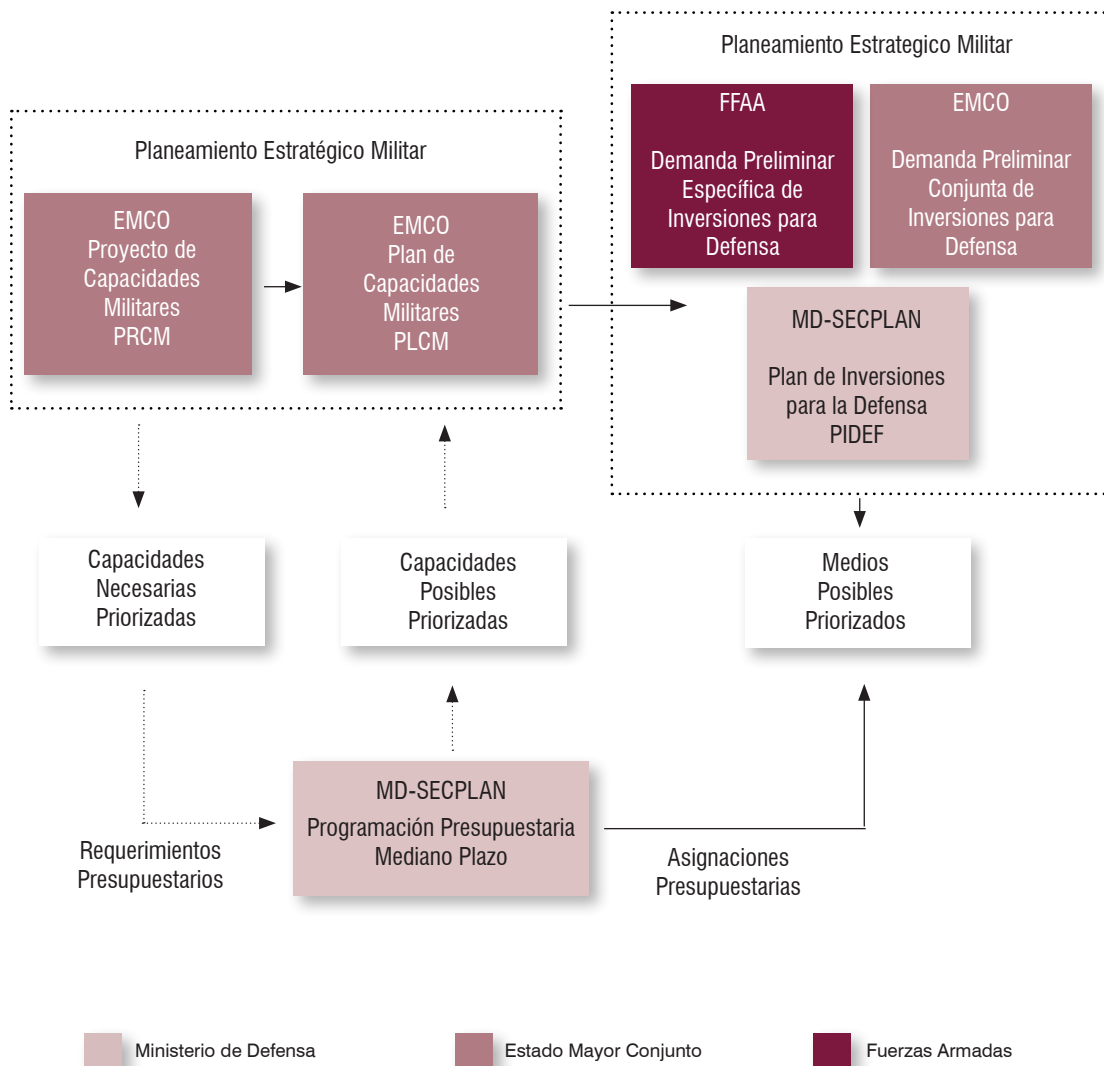 Planeamiento Estrategico Militar
FFAA
Demanda Preliminar
Específica de
Inversiones para
Defensa
EMCO
Demanda Preliminar
Conjunta de
Inversiones para
Defensa
MD-SECPLAN
Plan de Inversiones
para la Defensa
PIDEF
Planeamiento Estratégico Militar
EMCO
Proyecto de
Capacidades
Militares
PRCM
EMCO
Plan de
Capacidades
Militares
PLCM
Capacidades
Necesarias
Priorizadas
Capacidades
Posibles
Priorizadas
Medios
Posibles
Priorizados
MD-SECPLAN
Programación Presupuestaria
Mediano Plazo
Requerimientos
Presupuestarios
Asignaciones
Presupuestarias
Ministerio de Defensa
Estado Mayor Conjunto
Fuerzas Armadas